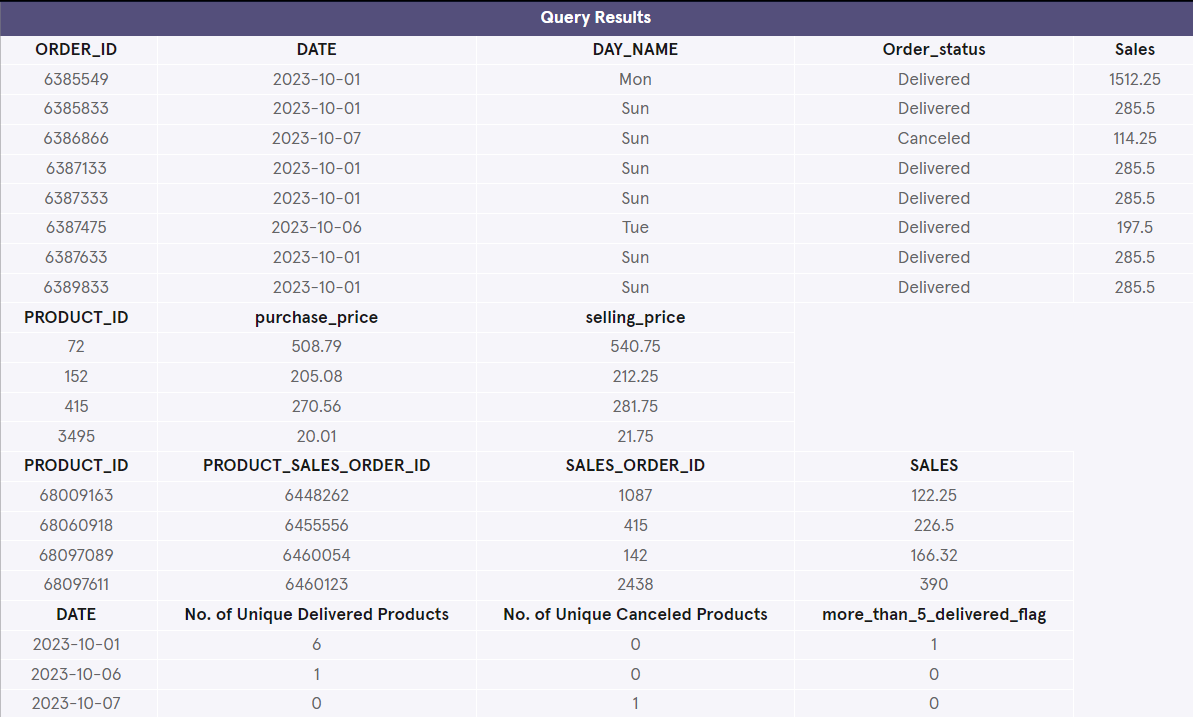 Query Results
ORDER_ID DATE DAY_NAME Order_status Sales
6385549 2023-10-01 Mon Delivered 1512.25
6385833 2023-10-01 Sun Delivered 285.5
6386866 2023-10-07 Sun Canceled 114.25
6387133 2023-10-01 Sun Delivered 285.5
6387333 2023-10-01 Sun Delivered 285.5
6387475 2023-10-06 Tue Delivered 197.5
6387633 2023-10-01 Sun Delivered 285.5
6389833 2023-10-01 Sun Delivered 285.5
PRODUCT_ID purchase_price selling_price
72 508.79 540.75
152 205.08 212.25
415 270.56 281.75
3495 20.01 21.75
PRODUCT_ID PRODUCT_SALES_ORDER_ID SALES_ORDER_ID SALES
68009163 6448262 1087 122.25
68060918 6455556 415 226.5
68097089 6460054 142 166.32
68097611 6460123 2438 390
DATE No. of Unique Delivered Products No. of Unique Canceled Products more_than_5_delivered_flag
2023-10-01 6 0 1
2023-10-06 1 0 0
2023-10-07 0 1 0